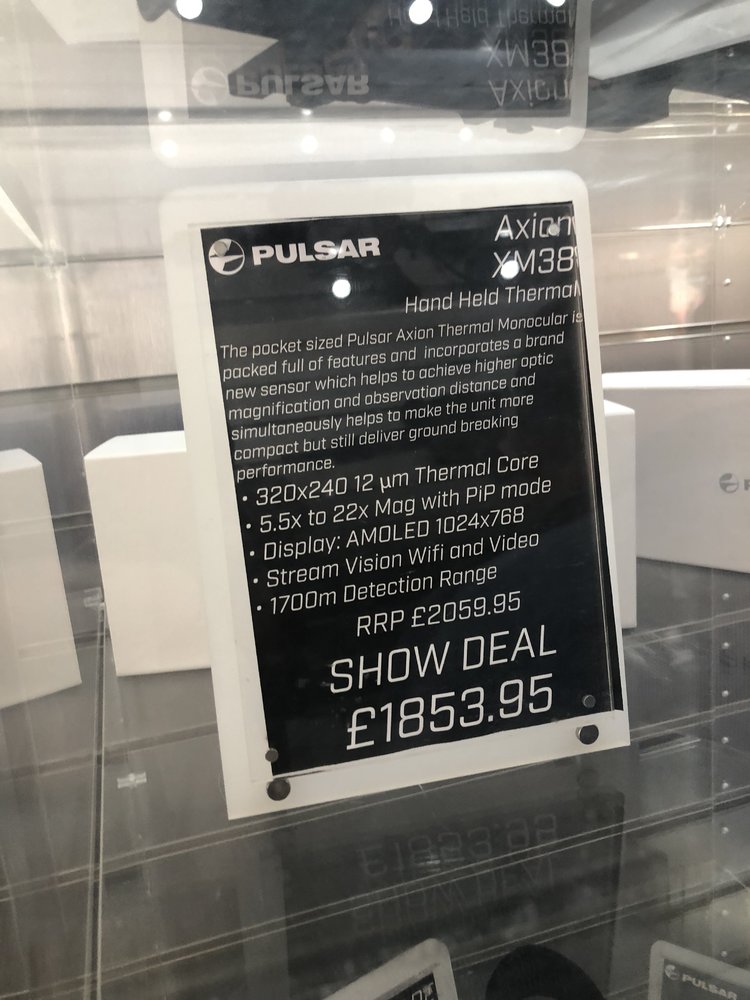 PULSAR
Axion
XM38
Hand Held Thermal
The pocket sized Pulsar Axion Thermal Monocular is
packed full of features and incorporates a brand
new sensor which helps to achieve higher optic
magnification and observation distance and
simultaneously helps to make the unit more
compact but still deliver ground breaking
performance.
• 320x240 12 µm Thermal Core
• 5.5x to 22x Mag with PiP mode
• Display: AMOLED 1024x768
• Stream Vision Wifi and Video
• 1700m Detection Range
RRP £2059.95
SHOW DEAL
£1853.95
PULSAR